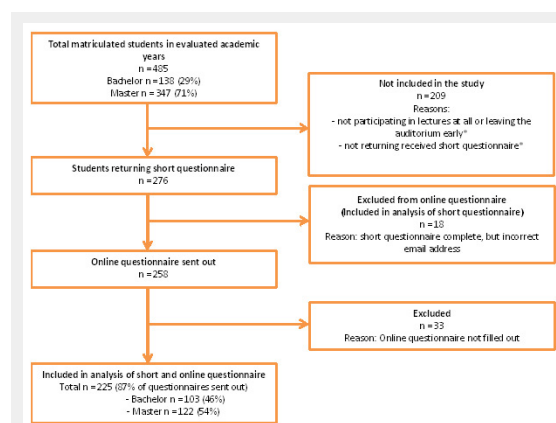 Total matriculated students in evaluated academic
years
n =485
Bachelor =138 (29%)
Master = 347 (71%)
Not included in the study
n =209
Reasons:
- not participating in lectures at all or leaving the
auditorium early*
- not returning received short questionnaire*
Students returning short questionnaire
n =276
Excluded from online questionnaire
(Included in analysis of short questionnaire)
n =18
Reason: short questionnaire complete, but incorrect
email address
Online questionnaire sent out
n =258
Excluded
n =33
Reason: Online questionnaire not filled out
Included in analysis of short and online questionnaire
Total n =225 (87% of questionnaires sent out)
- Bachelor n =103 (46%)
- Master n =122 (54%)